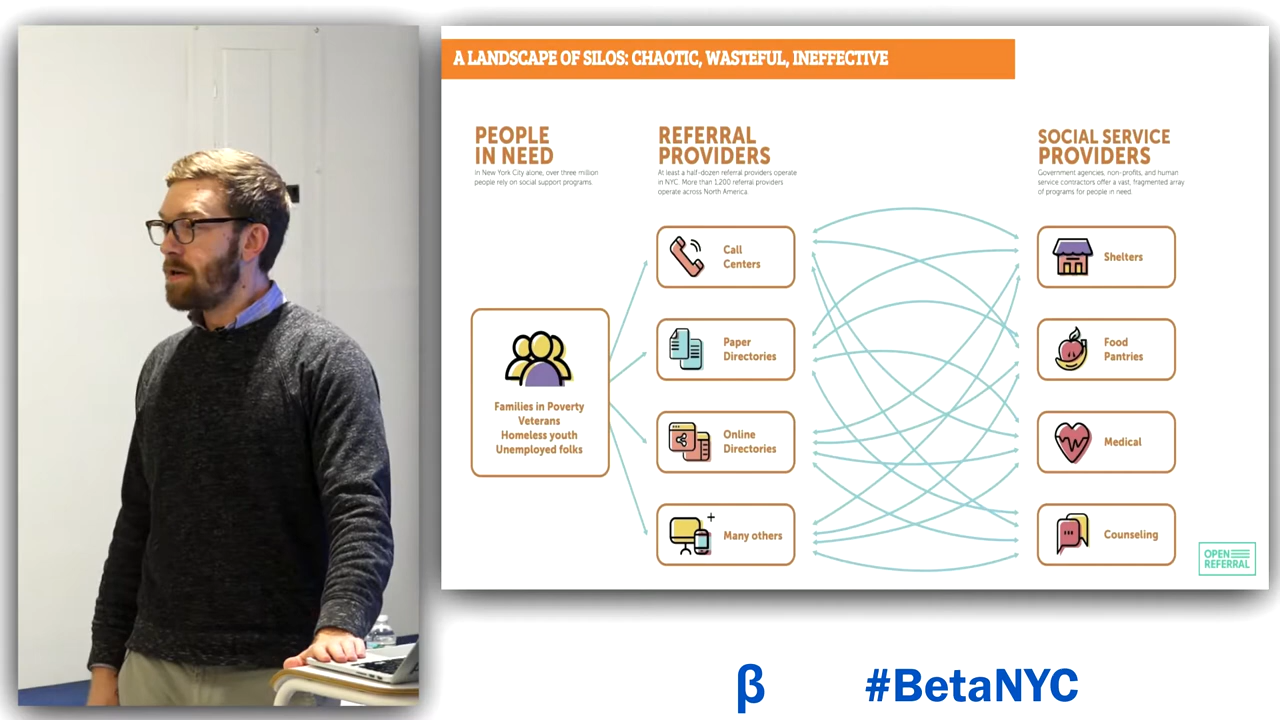 A LANDSCAPE OF SILOS: CHAOTIC, WASTEFUL, INEFFECTIVE
PEOPLE
IN NEED
In New York City alone, over three million
people rely on social support programs.
REFERRAL
PROVIDERS
At least a half-dozen referral providers operate
in NYC. More than 1,200 referral providers
operate across North America.
SOCIAL SERVICE
PROVIDERS
Government agencies, non-profits, and human
service contractors offer a vast, fragmented array
of programs for people in need.
Families in Poverty
Veterans
Homeless youth
Unemployed folks
Call
Centers
Paper
Directories
Online
Directories
Many others
Shelters
Food
Pantries
Medical
Counseling
OPEN
REFERRAL
β
#BetaNYC